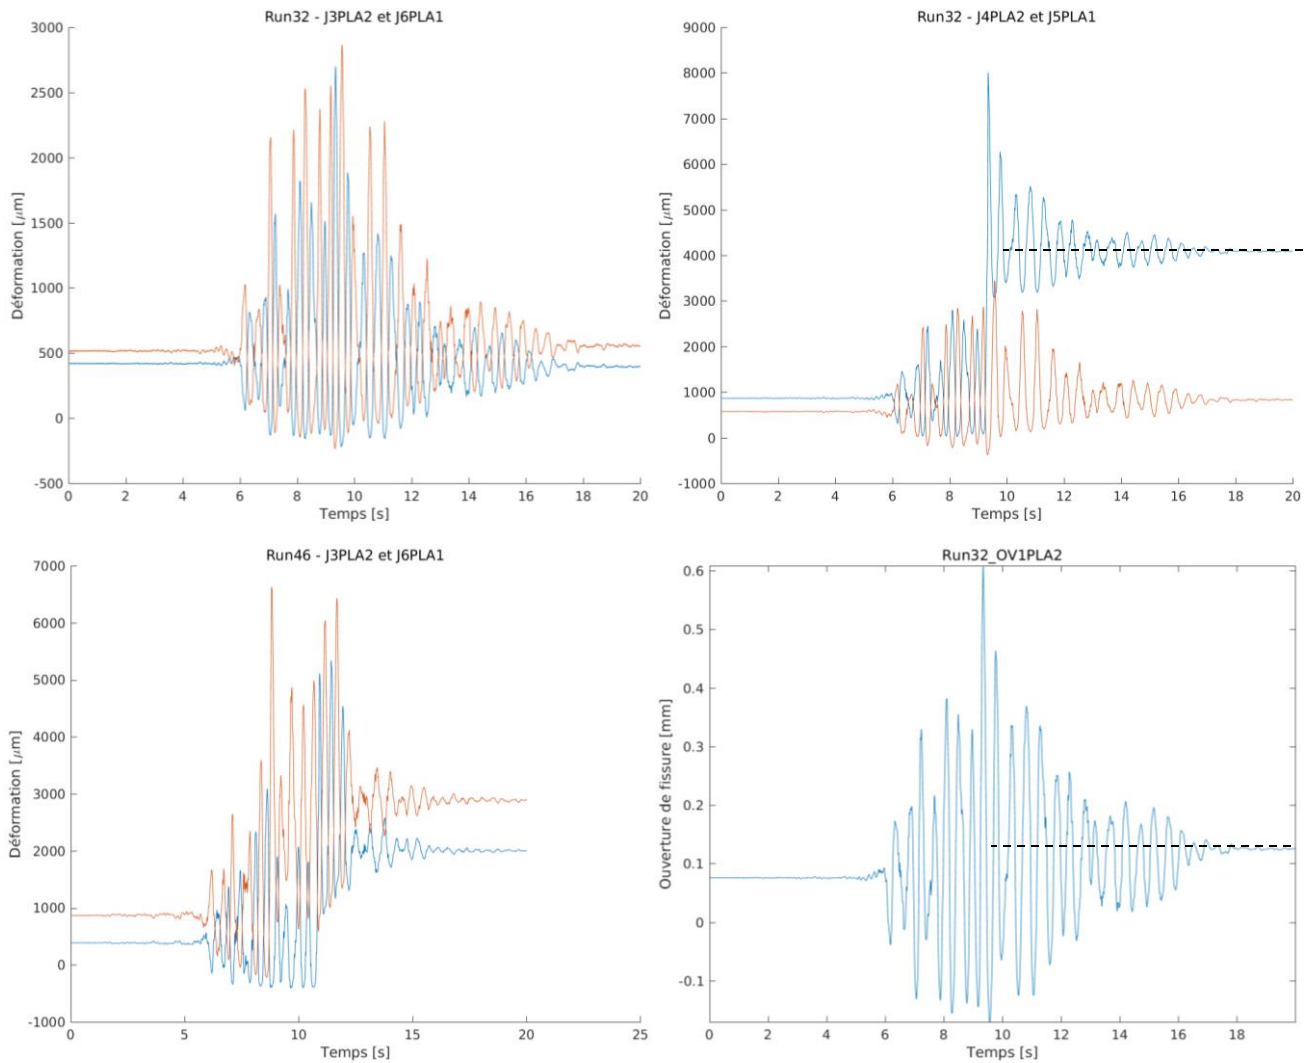 Run32 - J3PLA2 et J6PLA1
3000
2500
2000
1500
1000
500
0
-500
Déformation [μm]
0 2 4 6 8 10 12 14 16 18 20
Temps [s]
Run32 - J4PLA2 et J5PLA1
9000
8000
7000
6000
5000
4000
3000
2000
1000
0
-1000
Déformation [μm]
0 2 4 6 8 10 12 14 16 18 20
Temps [s]
Run46 - J3PLA2 et J6PLA1
7000
6000
5000
4000
3000
2000
1000
0
-1000
Déformation [μm]
0 5 10 15 20 25
Temps [s]
Run32_OV1PLA2
0.6
0.5
0.4
0.3
0.2
0.1
0
-0.1
Ouverture de fissure [mm]
0 2 4 6 8 10 12 14 16 18
Temps [s]